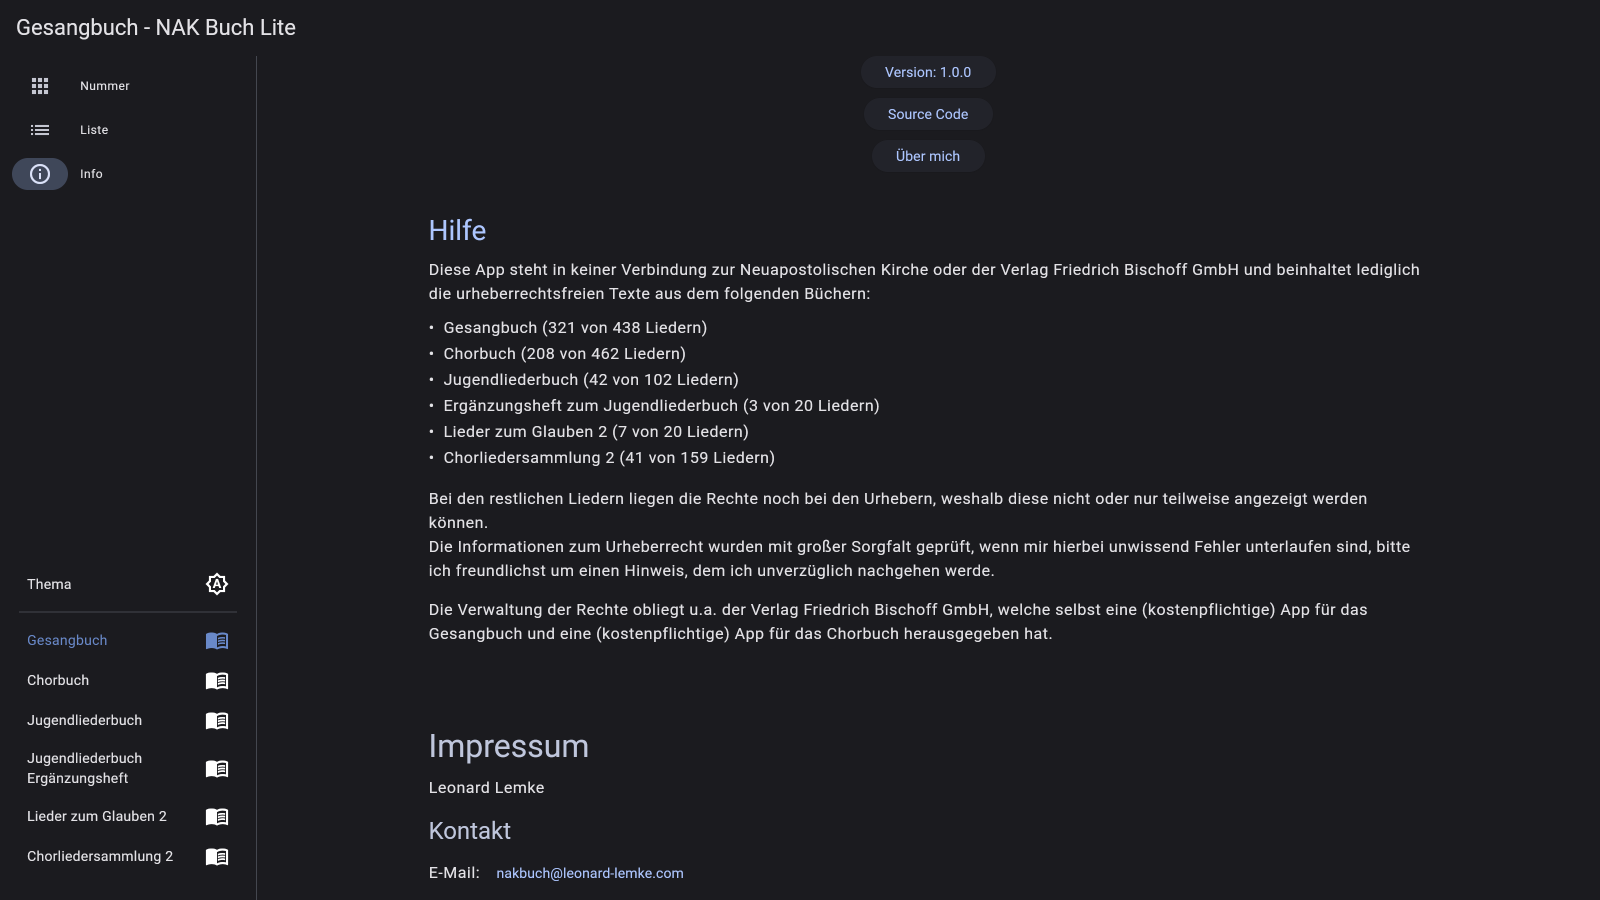 Gesangbuch - NAK Buch Lite
Nummer
Liste
Info
Thema
Gesangbuch
Chorbuch
Jugendliederbuch
Jugendliederbuch
Ergänzungsheft
Lieder zum Glauben 2
Chorliedersammlung 2
Version: 1.0.0
Source Code
Über mich
Hilfe
Diese App steht in keiner Verbindung zur Neuapostolischen Kirche oder der Verlag Friedrich Bischoff GmbH und beinhaltet lediglich
die urheberrechtsfreien Texte aus dem folgenden Büchern:
• Gesangbuch (321 von 438 Liedern)
• Chorbuch (208 von 462 Liedern)
• Jugendliederbuch (42 von 102 Liedern)
• Ergänzungsheft zum Jugendliederbuch (3 von 20 Liedern)
• Lieder zum Glauben 2 (7 von 20 Liedern)
• Chorliedersammlung 2 (41 von 159 Liedern)
Bei den restlichen Liedern liegen die Rechte noch bei den Urhebern, weshalb diese nicht oder nur teilweise angezeigt werden
können.
Die Informationen zum Urheberrecht wurden mit großer Sorgfalt geprüft, wenn mir hierbei unwissend Fehler unterlaufen sind, bitte
ich freundlichst um einen Hinweis, dem ich unverzüglich nachgehen werde.
Die Verwaltung der Rechte obliegt u.a. der Verlag Friedrich Bischoff GmbH, welche selbst eine (kostenpflichtige) App für das
Gesangbuch und eine (kostenpflichtige) App für das Chorbuch herausgegeben hat.
Impressum
Leonard Lemke
Kontakt
E-Mail: nakbuch@leonard-lemke.com